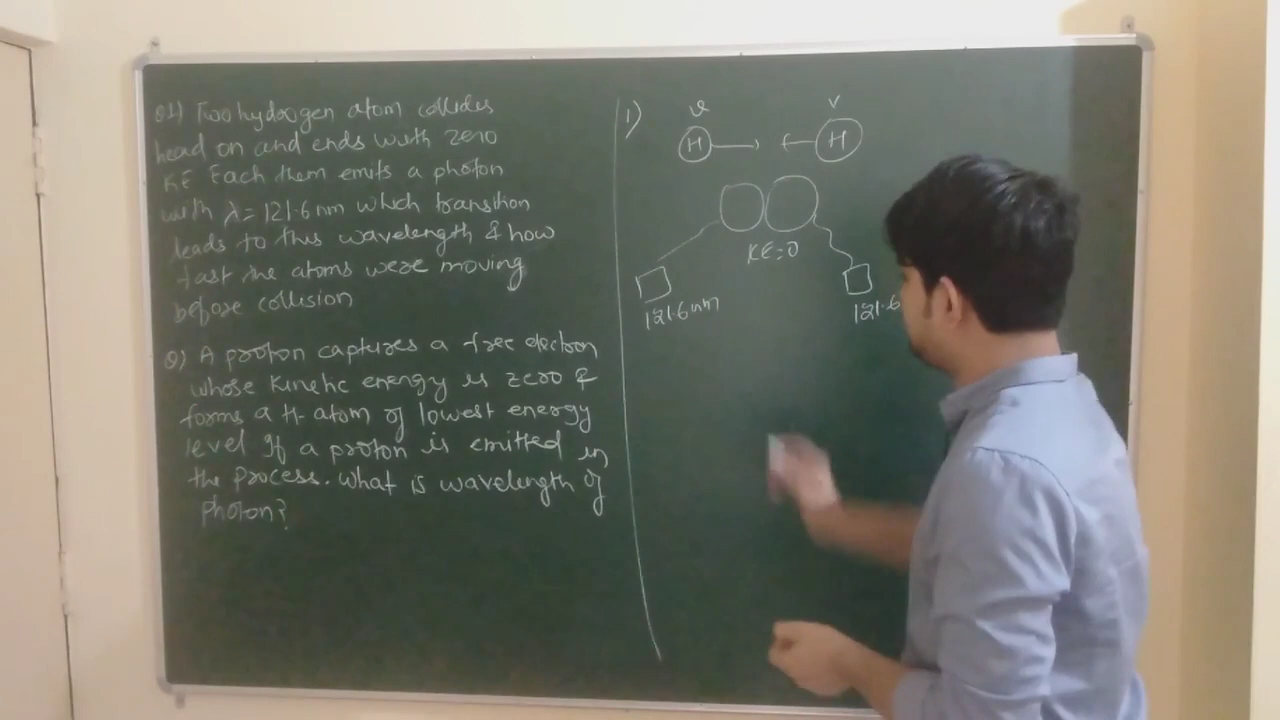 Q1) Two hydrogen atom collides
head on and ends with zero
KE Each them emits a photon
with λ = 121.6 nm which transition
leads to this wavelength & how
fast the atoms were moving
before collision
Q) A proton captures a free electron
whose kinetic energy is zero &
forms a H-atom of lowest energy
level If a proton is emitted in
the process. What is wavelength of
photon?
1)
v v
H H
KE=0
121.6nm 121.6